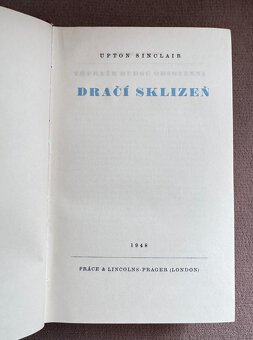 UPTON SINCLAIR
DRAČÍ SKLIZEŇ
1948
PRÁCE & LINCOLNS-PRAGER (LONDON)